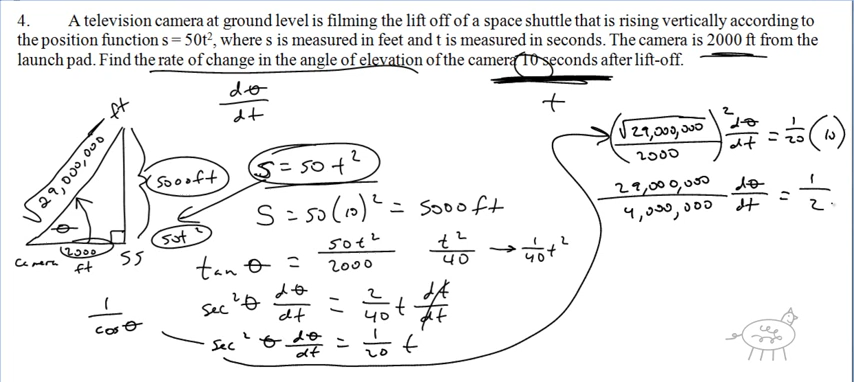 4. A television camera at ground level is filming the lift off of a space shuttle that is rising vertically according to
the position function s = 50t², where s is measured in feet and t is measured in seconds. The camera is 2000 ft from the
launch pad. Find the rate of change in the angle of elevation of the camera 10 seconds after lift-off.
dθ/dt
t
√29,000,000 ft
5000ft
50t²
θ
camera
2000 ft
SS
S = 50t²
S = 50(10)² = 5000ft
tan θ = 50t²/2000 t²/40 → 1/40 t²
sec²θ dθ/dt = 2/40 t dt/dt
1/cosθ
sec²θ dθ/dt = 1/20 t
(√29,000,000/2000)² dθ/dt = 1/20 (10)
29,000,000/4,000,000 dθ/dt = 1/2